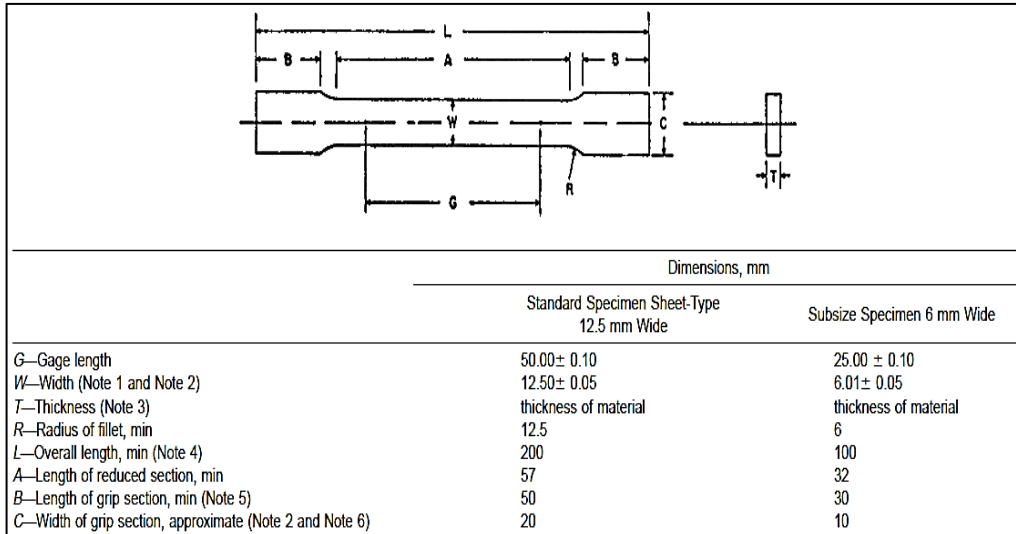 L
B A B
W C
T
R
G
Dimensions, mm
Standard Specimen Sheet-Type
12.5 mm Wide
Subsize Specimen 6 mm Wide
G—Gage length 50.00± 0.10 25.00 ± 0.10
W—Width (Note 1 and Note 2) 12.50± 0.05 6.01± 0.05
T—Thickness (Note 3) thickness of material thickness of material
R—Radius of fillet, min 12.5 6
L—Overall length, min (Note 4) 200 100
A—Length of reduced section, min 57 32
B—Length of grip section, min (Note 5) 50 30
C—Width of grip section, approximate (Note 2 and Note 6) 20 10